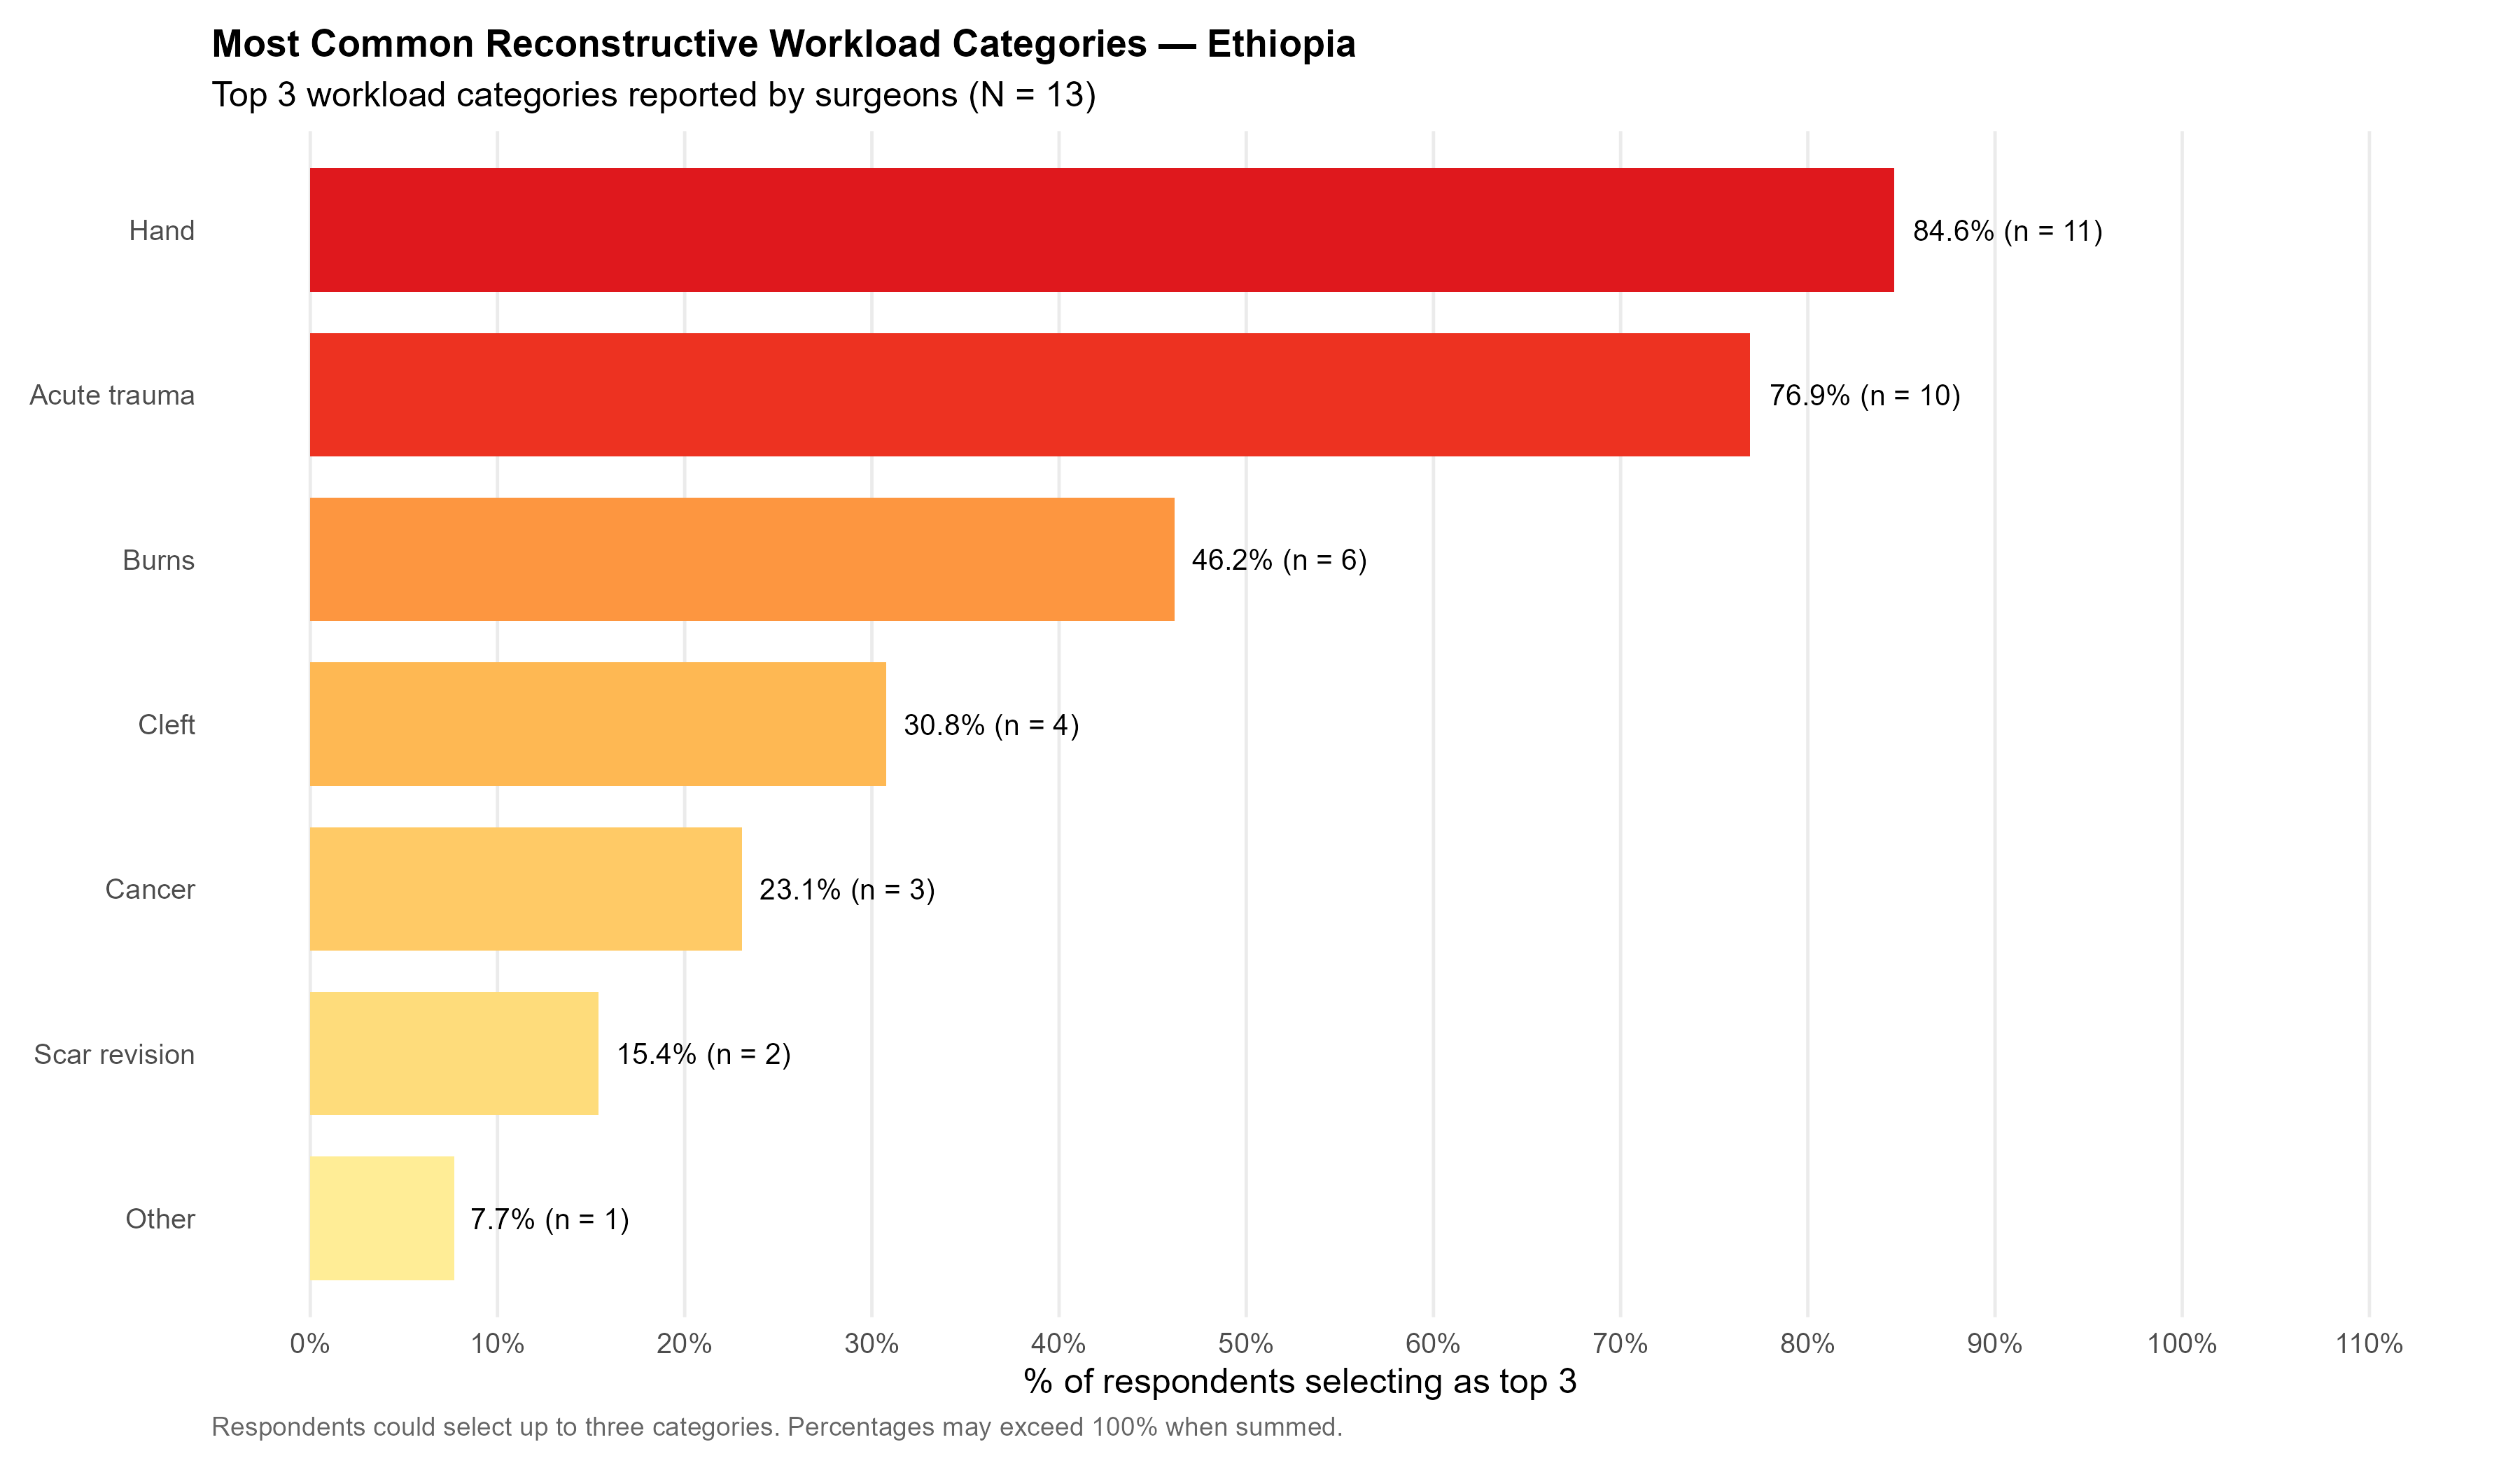 Most Common Reconstructive Workload Categories — Ethiopia
Top 3 workload categories reported by surgeons (N = 13)
Hand
84.6% (n = 11)
Acute trauma
76.9% (n = 10)
Burns
46.2% (n = 6)
Cleft
30.8% (n = 4)
Cancer
23.1% (n = 3)
Scar revision
15.4% (n = 2)
Other
7.7% (n = 1)
0% 10% 20% 30% 40% 50% 60% 70% 80% 90% 100% 110%
% of respondents selecting as top 3
Respondents could select up to three categories. Percentages may exceed 100% when summed.